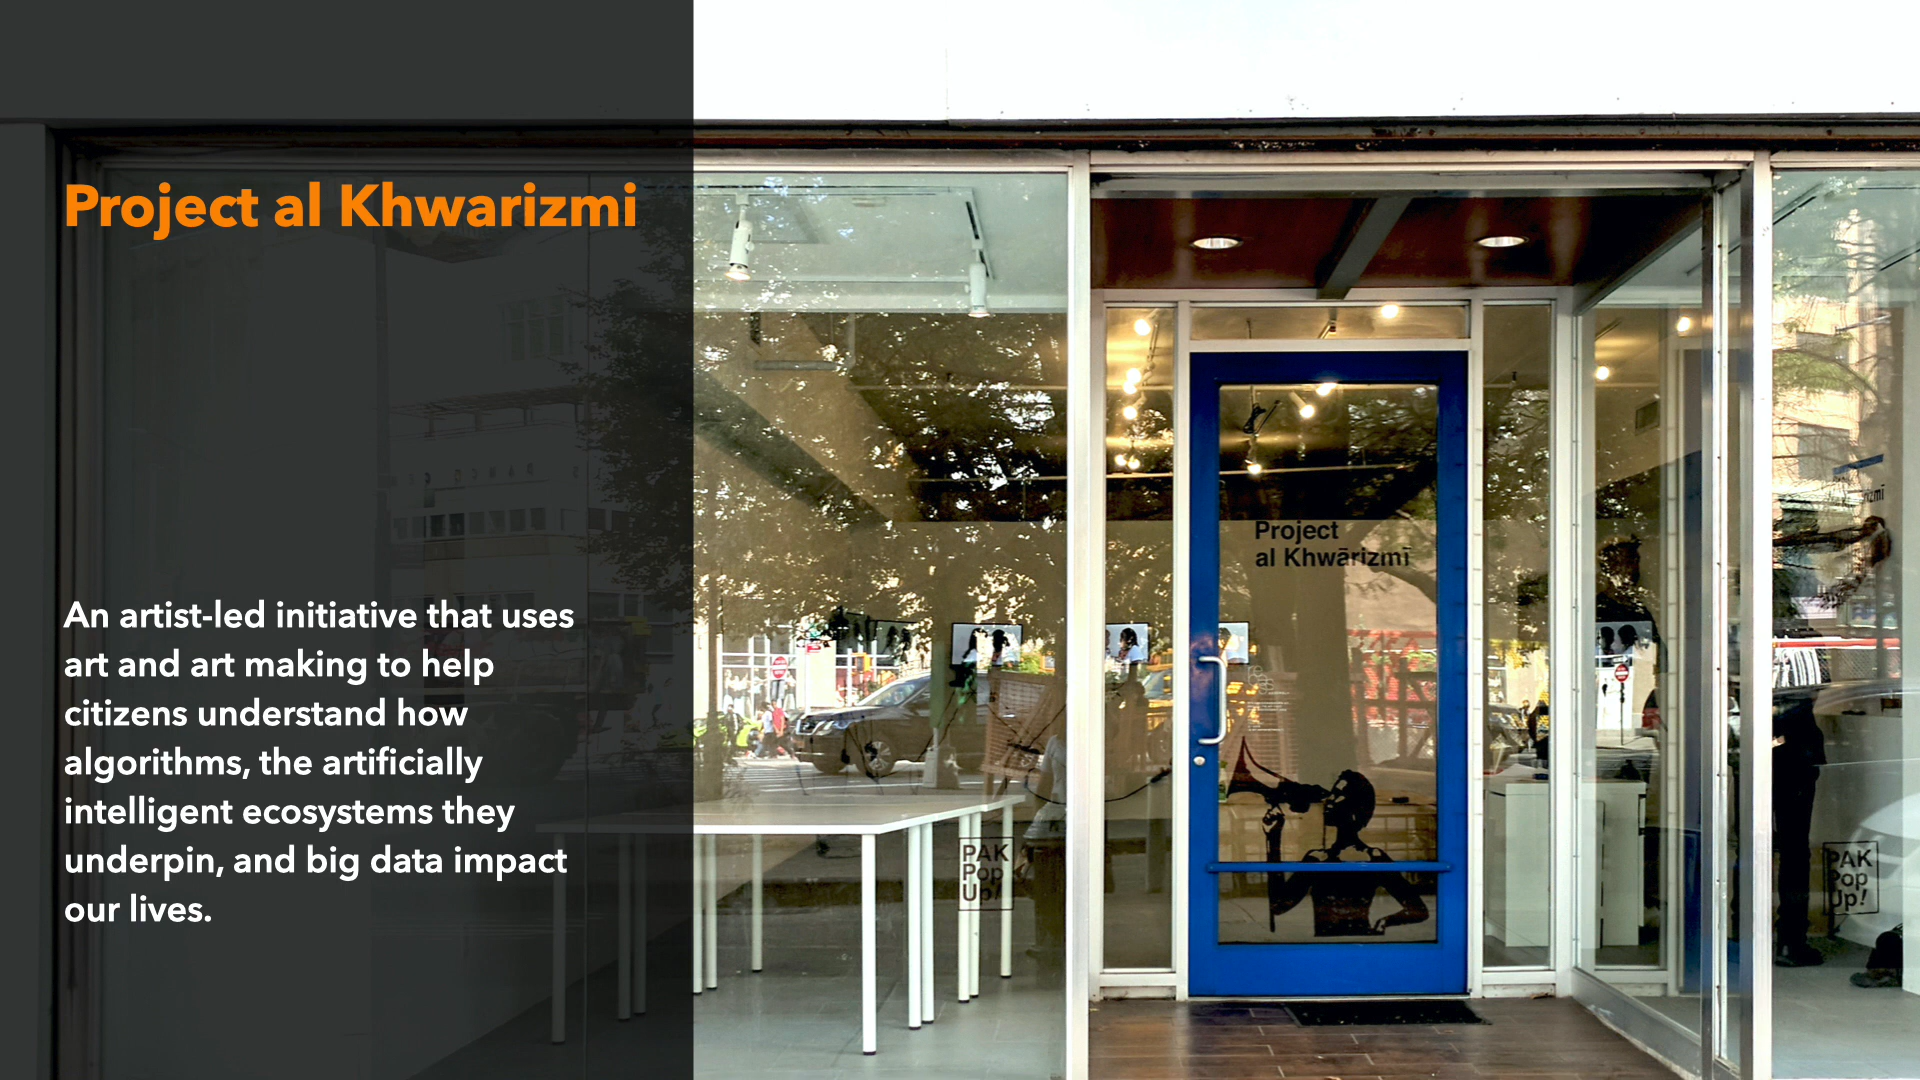 Project al Khwarizmi
An artist-led initiative that uses
art and art making to help
citizens understand how
algorithms, the artificially
intelligent ecosystems they
underpin, and big data impact
our lives.
Project
al Khwārizmī
PAK
Pop
Up!
PAK
Pop
Up!